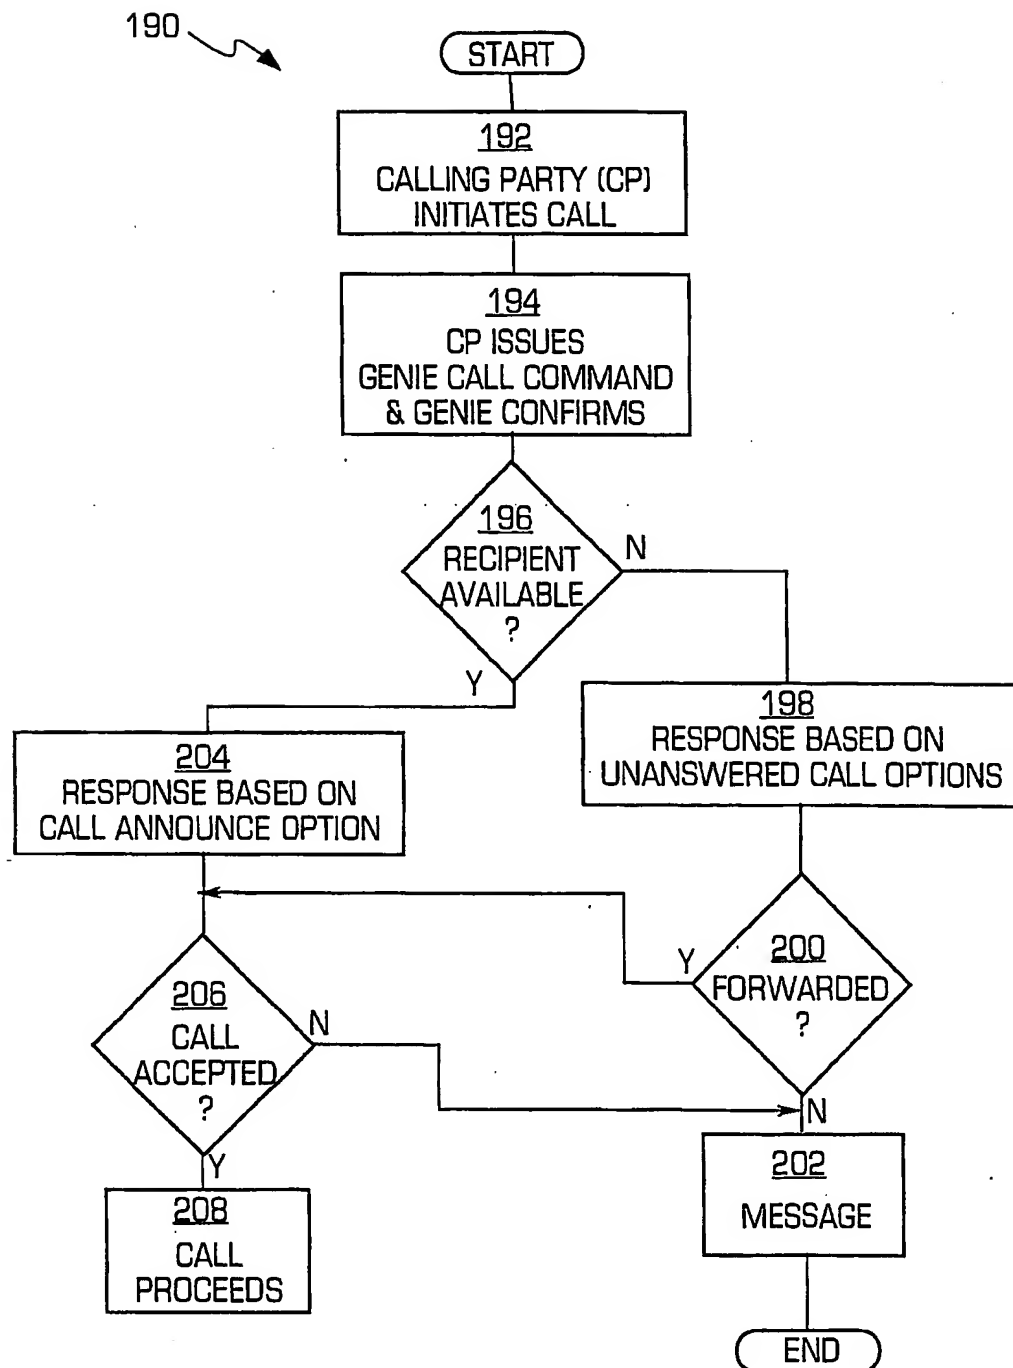 190
START
192
CALLING PARTY (CP)
INITIATES CALL
194
CP ISSUES
GENIE CALL COMMAND
& GENIE CONFIRMS
196
RECIPIENT
AVAILABLE
?
N
Y
198
RESPONSE BASED ON
UNANSWERED CALL OPTIONS
204
RESPONSE BASED ON
CALL ANNOUNCE OPTION
200
FORWARDED
?
Y
N
206
CALL
ACCEPTED
?
N
Y
202
MESSAGE
208
CALL
PROCEEDS
END